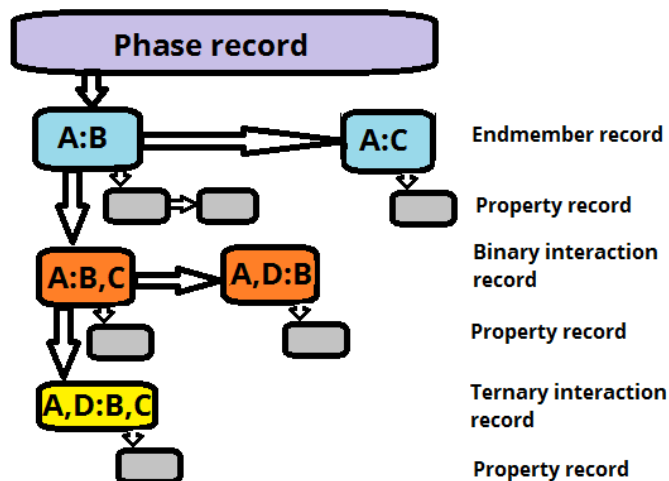 Phase record
A:B
A:C
Endmember record
Property record
Binary interaction
record
A:B,C
A,D:B
Property record
Ternary interaction
record
A,D:B,C
Property record